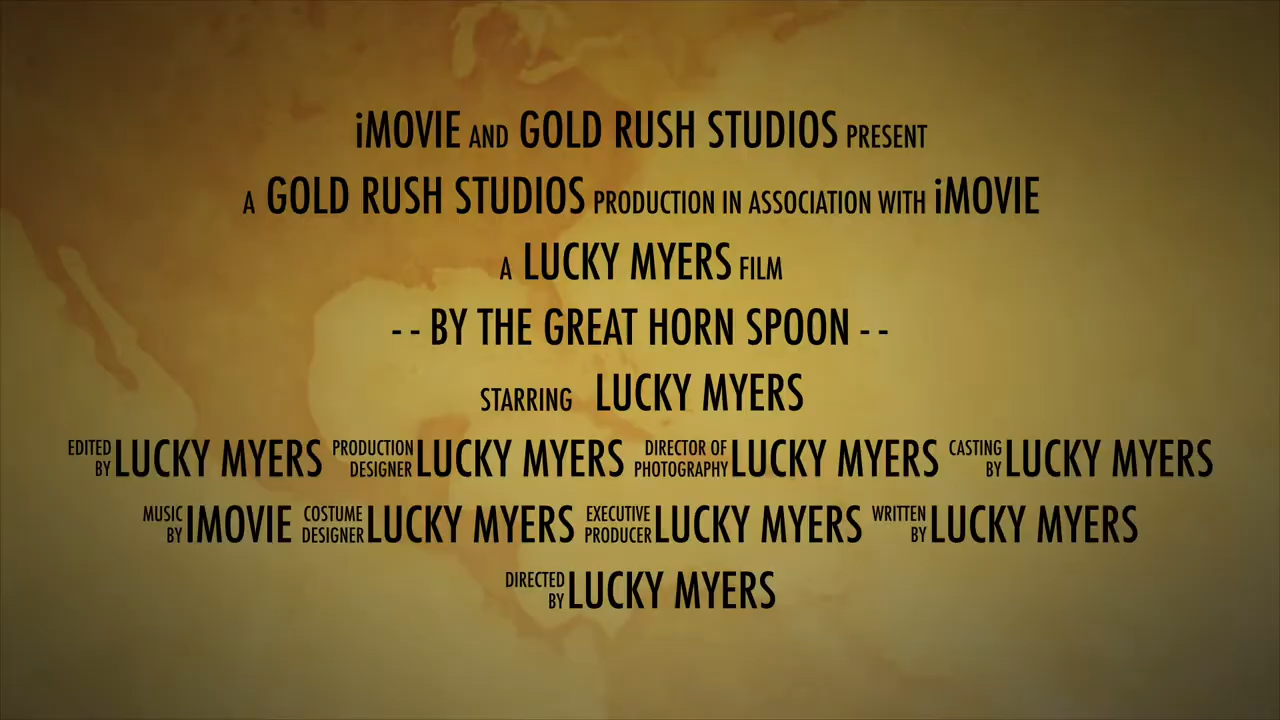 iMOVIE AND GOLD RUSH STUDIOS PRESENT
A GOLD RUSH STUDIOS PRODUCTION IN ASSOCIATION WITH iMOVIE
A LUCKY MYERS FILM
- - BY THE GREAT HORN SPOON - -
STARRING LUCKY MYERS
EDITED BY LUCKY MYERS PRODUCTION DESIGNER LUCKY MYERS DIRECTOR OF PHOTOGRAPHY LUCKY MYERS CASTING BY LUCKY MYERS
MUSIC BY IMOVIE COSTUME DESIGNER LUCKY MYERS EXECUTIVE PRODUCER LUCKY MYERS WRITTEN BY LUCKY MYERS
DIRECTED BY LUCKY MYERS